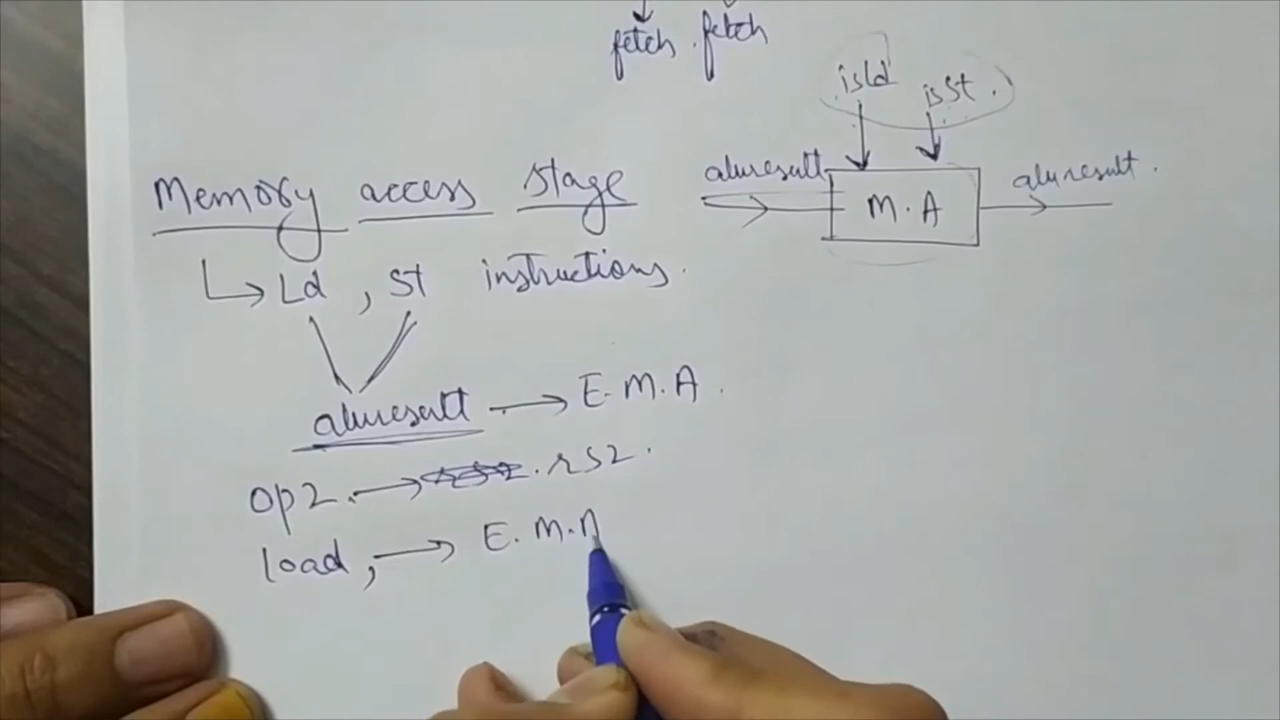 fetch . fetch
isLd isSt .
Memory access stage
aluresult M.A aluresult .
Ld , St instructions.
aluresult → E.M.A .
op2 . → . rs2 .
load , → E. M.A